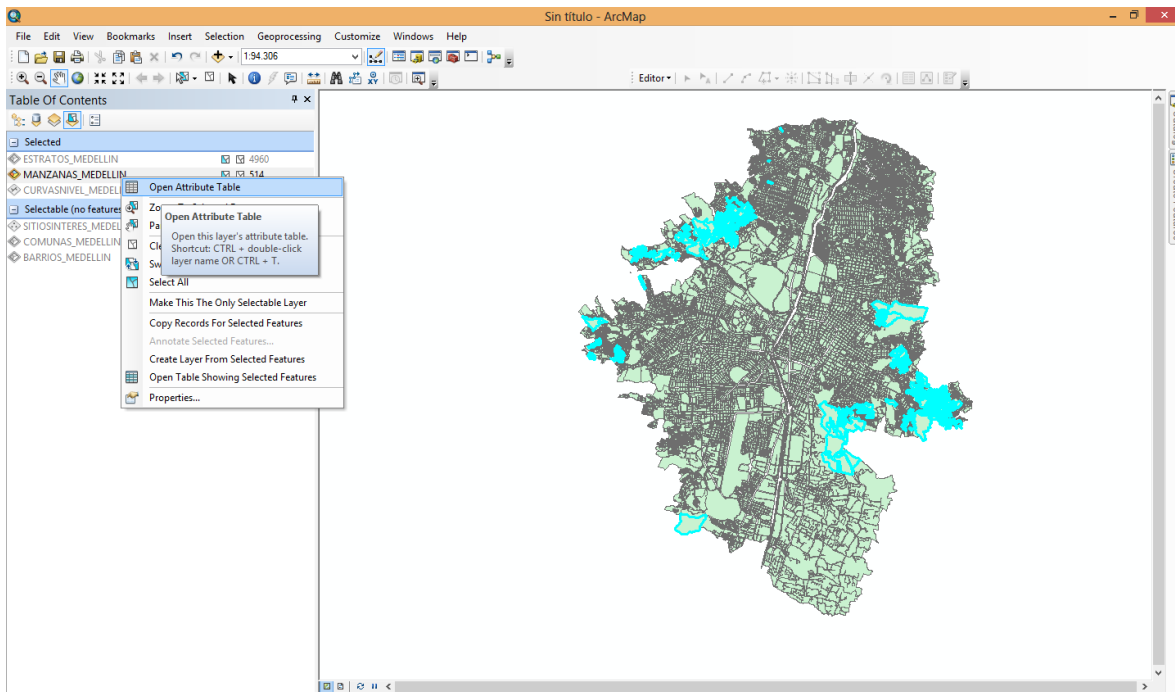 Sin título - ArcMap
File Edit View Bookmarks Insert Selection Geoprocessing Customize Windows Help
1:94.306
Editor
Table Of Contents
Selected
ESTRATOS_MEDELLIN 4960
MANZANAS_MEDELLIN 514
CURVASNIVEL_MEDEL
Selectable (no features
SITIOSINTERES_MEDEL
COMUNAS_MEDELLIN
BARRIOS_MEDELLIN
Open Attribute Table
Open Attribute Table
Open this layer's attribute table.
Shortcut: CTRL + double-click
layer name OR CTRL + T.
Select All
Make This The Only Selectable Layer
Copy Records For Selected Features
Annotate Selected Features...
Create Layer From Selected Features
Open Table Showing Selected Features
Properties...